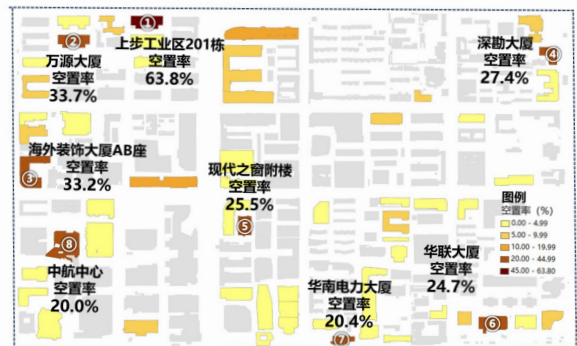 ①
②
上步工业区201栋
空置率
63.8%
万源大厦
空置率
33.7%
深勘大厦
空置率
27.4%
④
海外装饰大厦AB座
空置率
33.2%
③
现代之窗附楼
空置率
25.5%
⑤
图例
空置率（%）
0.00 - 4.99
5.00 - 9.99
10.00 - 19.99
20.00 - 44.99
45.00 - 63.80
⑧
中航中心
空置率
20.0%
华南电力大厦
空置率
20.4%
⑦
华联大厦
空置率
24.7%
⑥